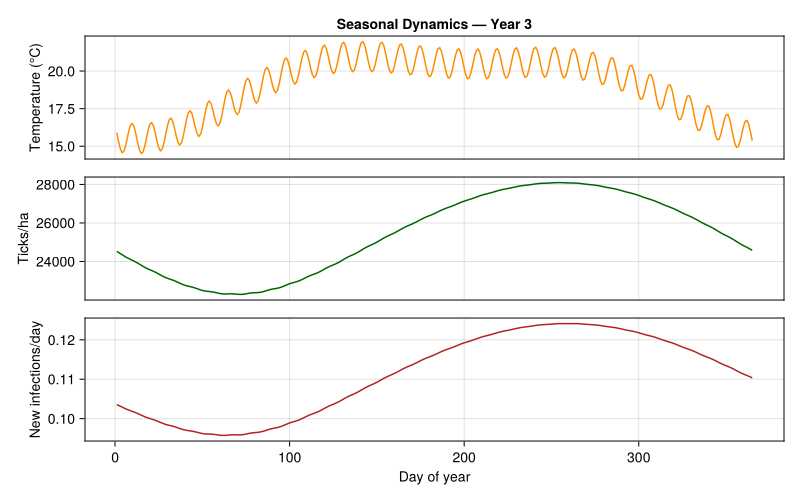 Seasonal Dynamics — Year 3
Temperature (°C)
20.0
17.5
15.0
Ticks/ha
28000
26000
24000
New infections/day
0.12
0.11
0.10
0
100
200
300
Day of year